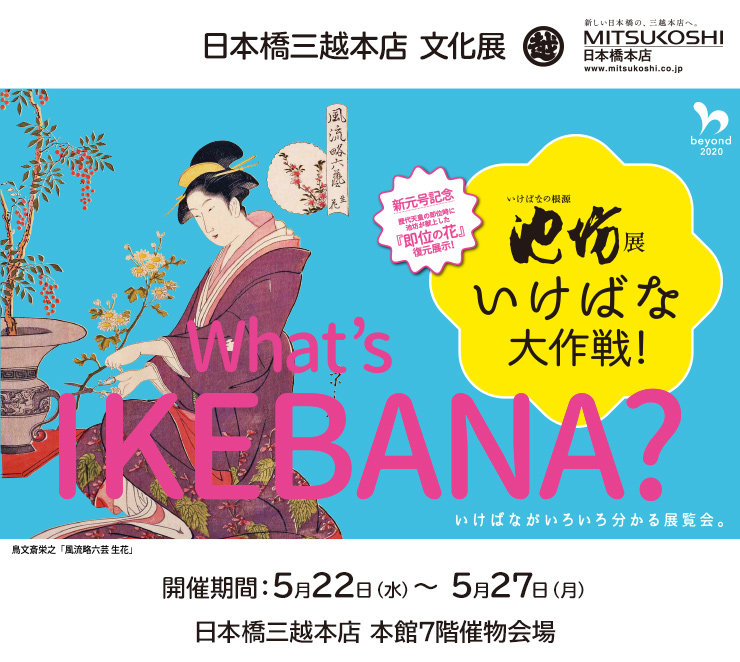 日本橋三越本店 文化展
越
新しい日本橋の、三越本店へ。
MITSUKOSHI
日本橋本店
www.mitsukoshi.co.jp
風流略六藝
生花
beyond
2020
新元号記念
歴代天皇の即位時に
池坊が献上した
『即位の花』
復元展示!
いけばなの根源
池坊展
いけばな
大作戦!
What's
IKEBANA?
いけばながいろいろ分かる展覧会。
鳥文斎栄之「風流略六芸 生花」
開催期間:5月22日(水)~ 5月27日(月)
日本橋三越本店 本館7階催物会場